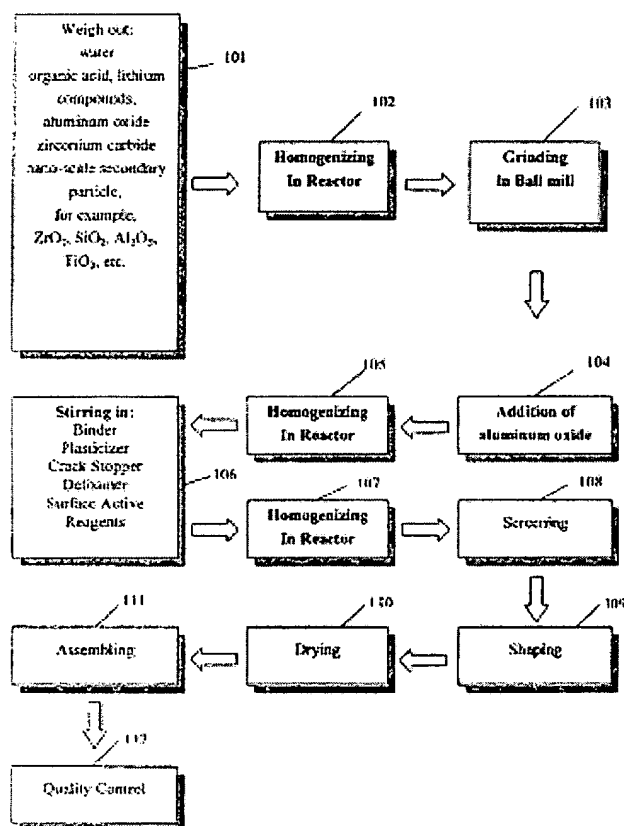 Weigh out:
water
organic acid, lithium
compounds,
aluminum oxide
zirconium carbide
nano-scale secondary
particle,
for example,
ZrO₂, SiO₂, Al₂O₃,
TiO₂, etc.
101
102
Homogenizing
In Reactor
103
Grinding
in Ball mill
104
Addition of
aluminum oxide
105
Homogenizing
In Reactor
Stirring in:
Binder
Plasticizer
Crack Stopper
Defoamer
Surface Active
Reagents
106
107
Homogenizing
In Reactor
108
Screening
109
Shaping
110
Drying
111
Assembling
112
Quality Control